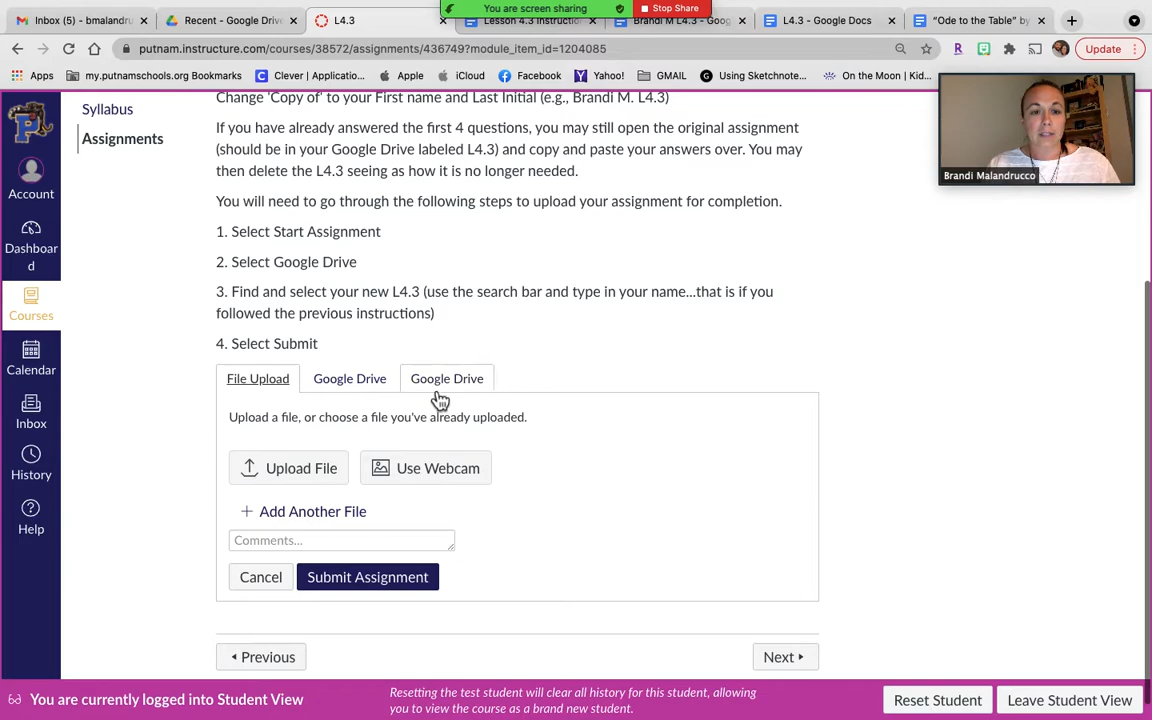 You are screen sharing
Stop Share
Inbox (5) - bmalandruc
Recent - Google Drive
L4.3
Lesson 4.3 Instruction
Brandi M L4.3 - Goog
L4.3 - Google Docs
"Ode to the Table" by
putnam.instructure.com/courses/38572/assignments/436749?module_item_id=1204085
Update
Apps
my.putnamschools.org Bookmarks
Clever | Applicatio...
Apple
iCloud
Facebook
Yahoo!
GMAIL
Using Sketchnote...
On the Moon | Kid...
Brandi Malandrucco
Account
Dashboar
d
Courses
Calendar
Inbox
History
Help
Syllabus
Assignments
Change 'Copy of' to your First name and Last Initial (e.g., Brandi M. L4.3)
If you have already answered the first 4 questions, you may still open the original assignment
(should be in your Google Drive labeled L4.3) and copy and paste your answers over. You may
then delete the L4.3 seeing as how it is no longer needed.
You will need to go through the following steps to upload your assignment for completion.
1. Select Start Assignment
2. Select Google Drive
3. Find and select your new L4.3 (use the search bar and type in your name...that is if you
followed the previous instructions)
4. Select Submit
File Upload
Google Drive
Google Drive
Upload a file, or choose a file you've already uploaded.
Upload File
Use Webcam
+ Add Another File
Comments...
Cancel
Submit Assignment
Previous
Next
You are currently logged into Student View
Resetting the test student will clear all history for this student, allowing
you to view the course as a brand new student.
Reset Student
Leave Student View